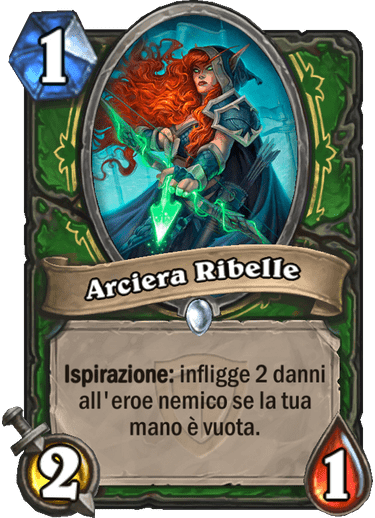 1
Arciera Ribelle
Ispirazione: infligge 2 danni
all'eroe nemico se la tua
mano è vuota.
2
1